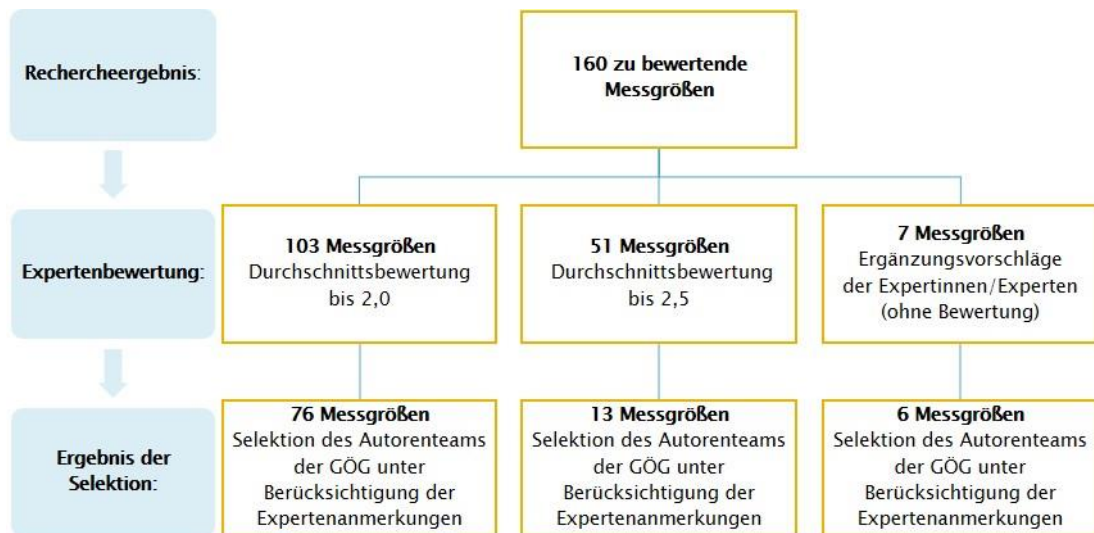 Rechercheergebnis:
160 zu bewertende
Messgrößen
Expertenbewertung:
103 Messgrößen
Durchschnittsbewertung
bis 2,0
51 Messgrößen
Durchschnittsbewertung
bis 2,5
7 Messgrößen
Ergänzungsvorschläge
der Expertinnen/Experten
(ohne Bewertung)
Ergebnis der
Selektion:
76 Messgrößen
Selektion des Autorenteams
der GÖG unter
Berücksichtigung der
Expertenanmerkungen
13 Messgrößen
Selektion des Autorenteams
der GÖG unter
Berücksichtigung der
Expertenanmerkungen
6 Messgrößen
Selektion des Autorenteams
der GÖG unter
Berücksichtigung der
Expertenanmerkungen